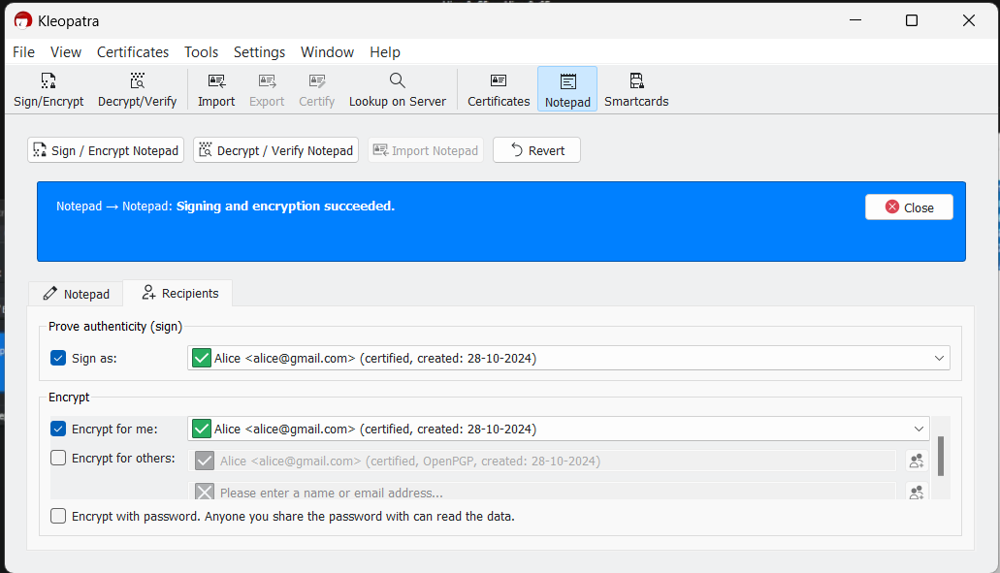 Kleopatra
File View Certificates Tools Settings Window Help
Sign/Encrypt Decrypt/Verify Import Export Certify Lookup on Server Certificates Notepad Smartcards
Sign / Encrypt Notepad Decrypt / Verify Notepad Import Notepad Revert
Notepad → Notepad: Signing and encryption succeeded. Close
Notepad Recipients
Prove authenticity (sign)
Sign as: Alice <alice@gmail.com> (certified, created: 28-10-2024)
Encrypt
Encrypt for me: Alice <alice@gmail.com> (certified, created: 28-10-2024)
Encrypt for others: Alice <alice@gmail.com> (certified, OpenPGP, created: 28-10-2024)
Please enter a name or email address...
Encrypt with password. Anyone you share the password with can read the data.